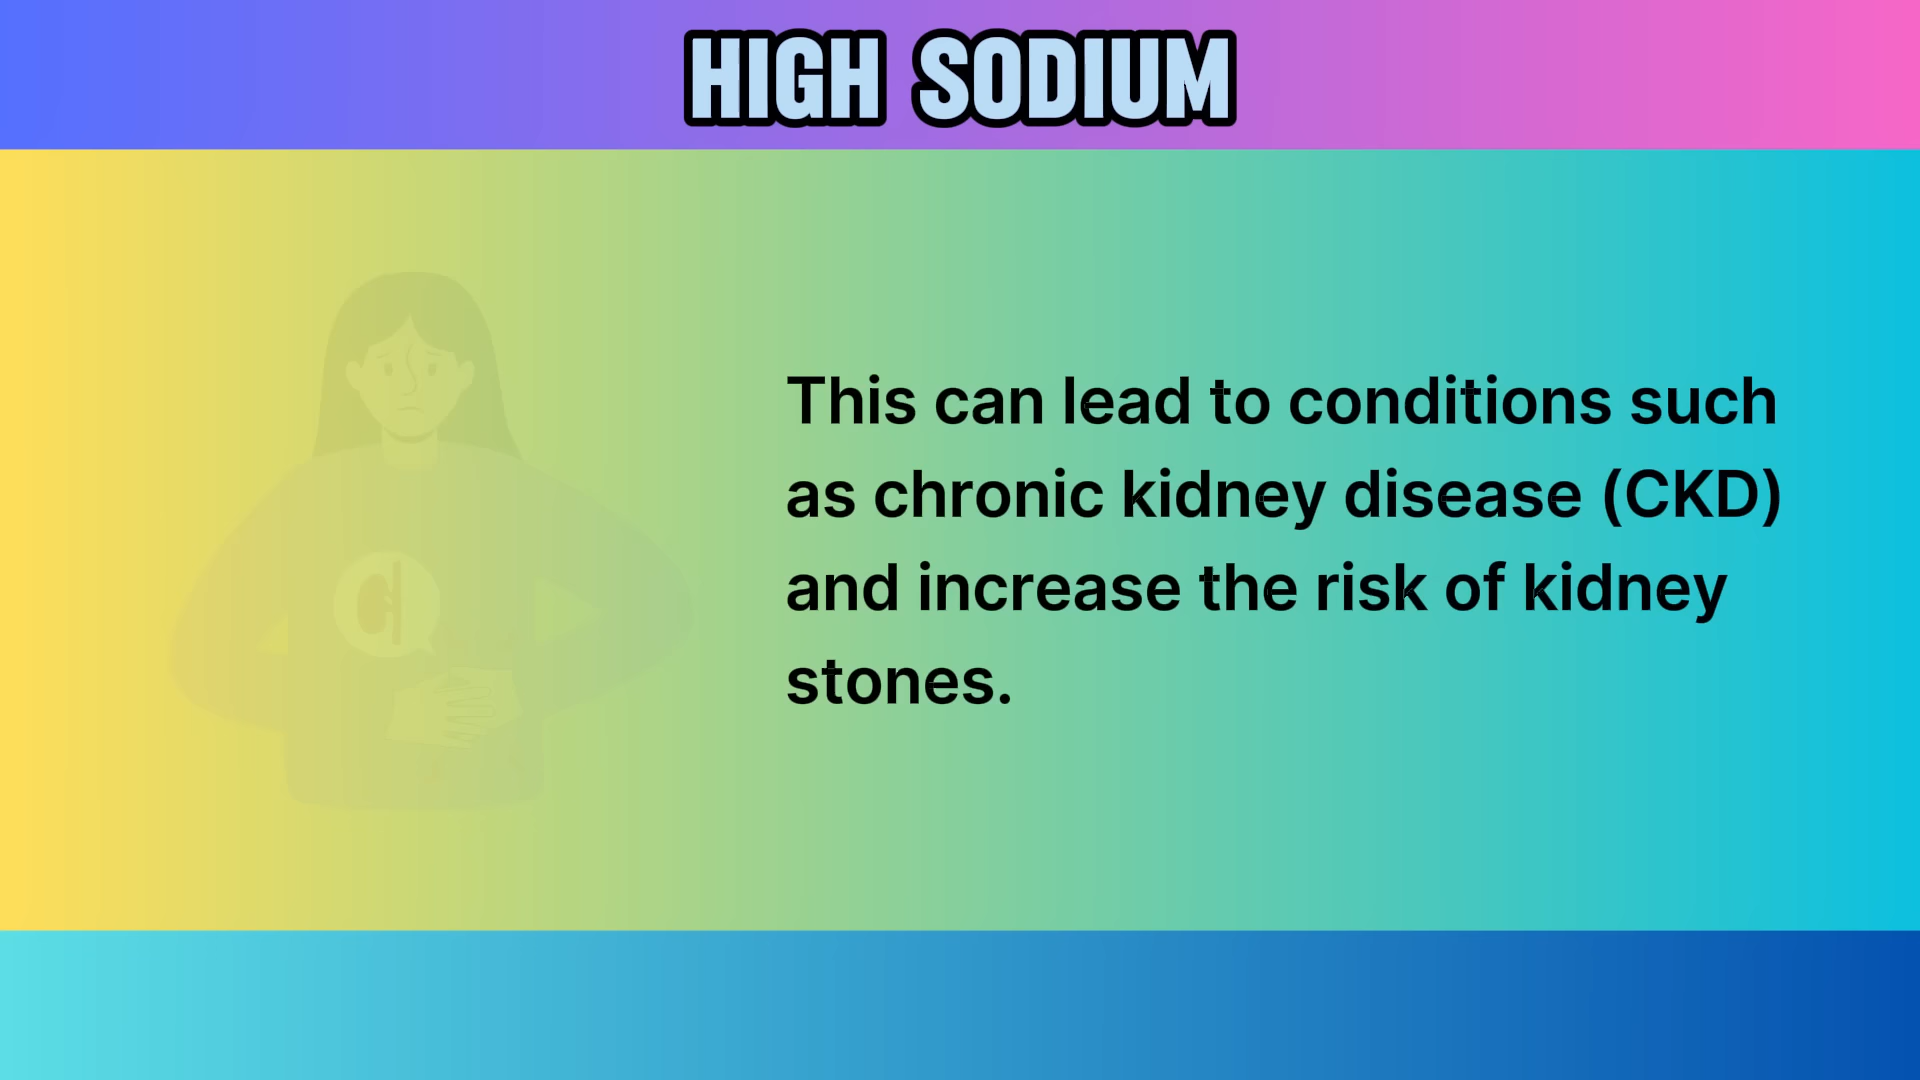 HIGH SODIUM
This can lead to conditions such
as chronic kidney disease (CKD)
and increase the risk of kidney
stones.